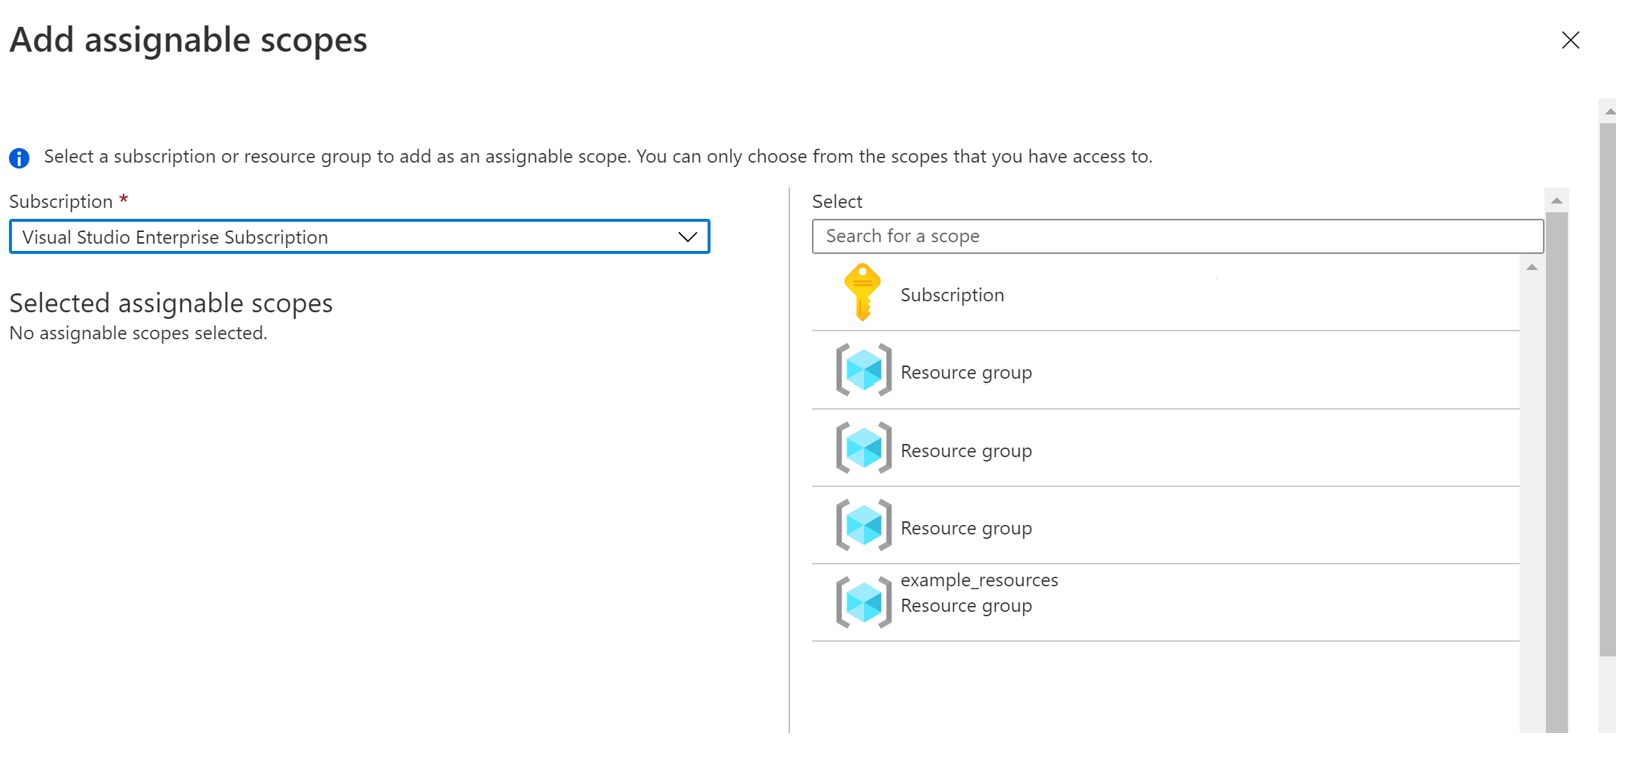 Add assignable scopes
Select a subscription or resource group to add as an assignable scope. You can only choose from the scopes that you have access to.
Subscription *
Visual Studio Enterprise Subscription
Selected assignable scopes
No assignable scopes selected.
Select
Search for a scope
Subscription
Resource group
Resource group
Resource group
example_resources
Resource group